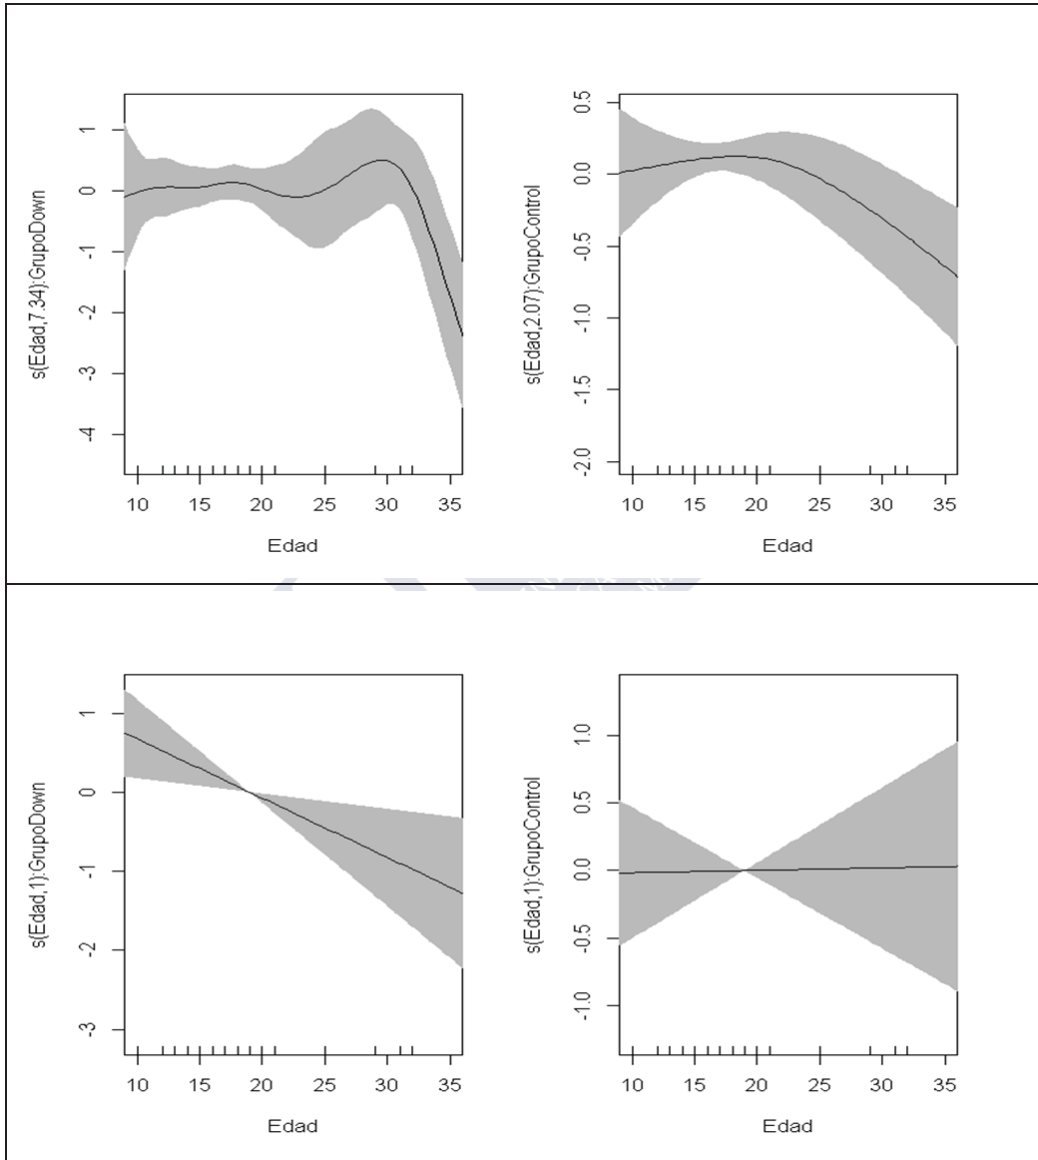 s(Edad,7.34):GrupoDown
1
0
-1
-2
-3
-4
10 15 20 25 30 35
Edad
s(Edad,2.07):GrupoControl
0.5
0.0
-0.5
-1.0
-1.5
-2.0
10 15 20 25 30 35
Edad
s(Edad,1):GrupoDown
1
0
-1
-2
-3
10 15 20 25 30 35
Edad
s(Edad,1):GrupoControl
1.0
0.5
0.0
-0.5
-1.0
10 15 20 25 30 35
Edad